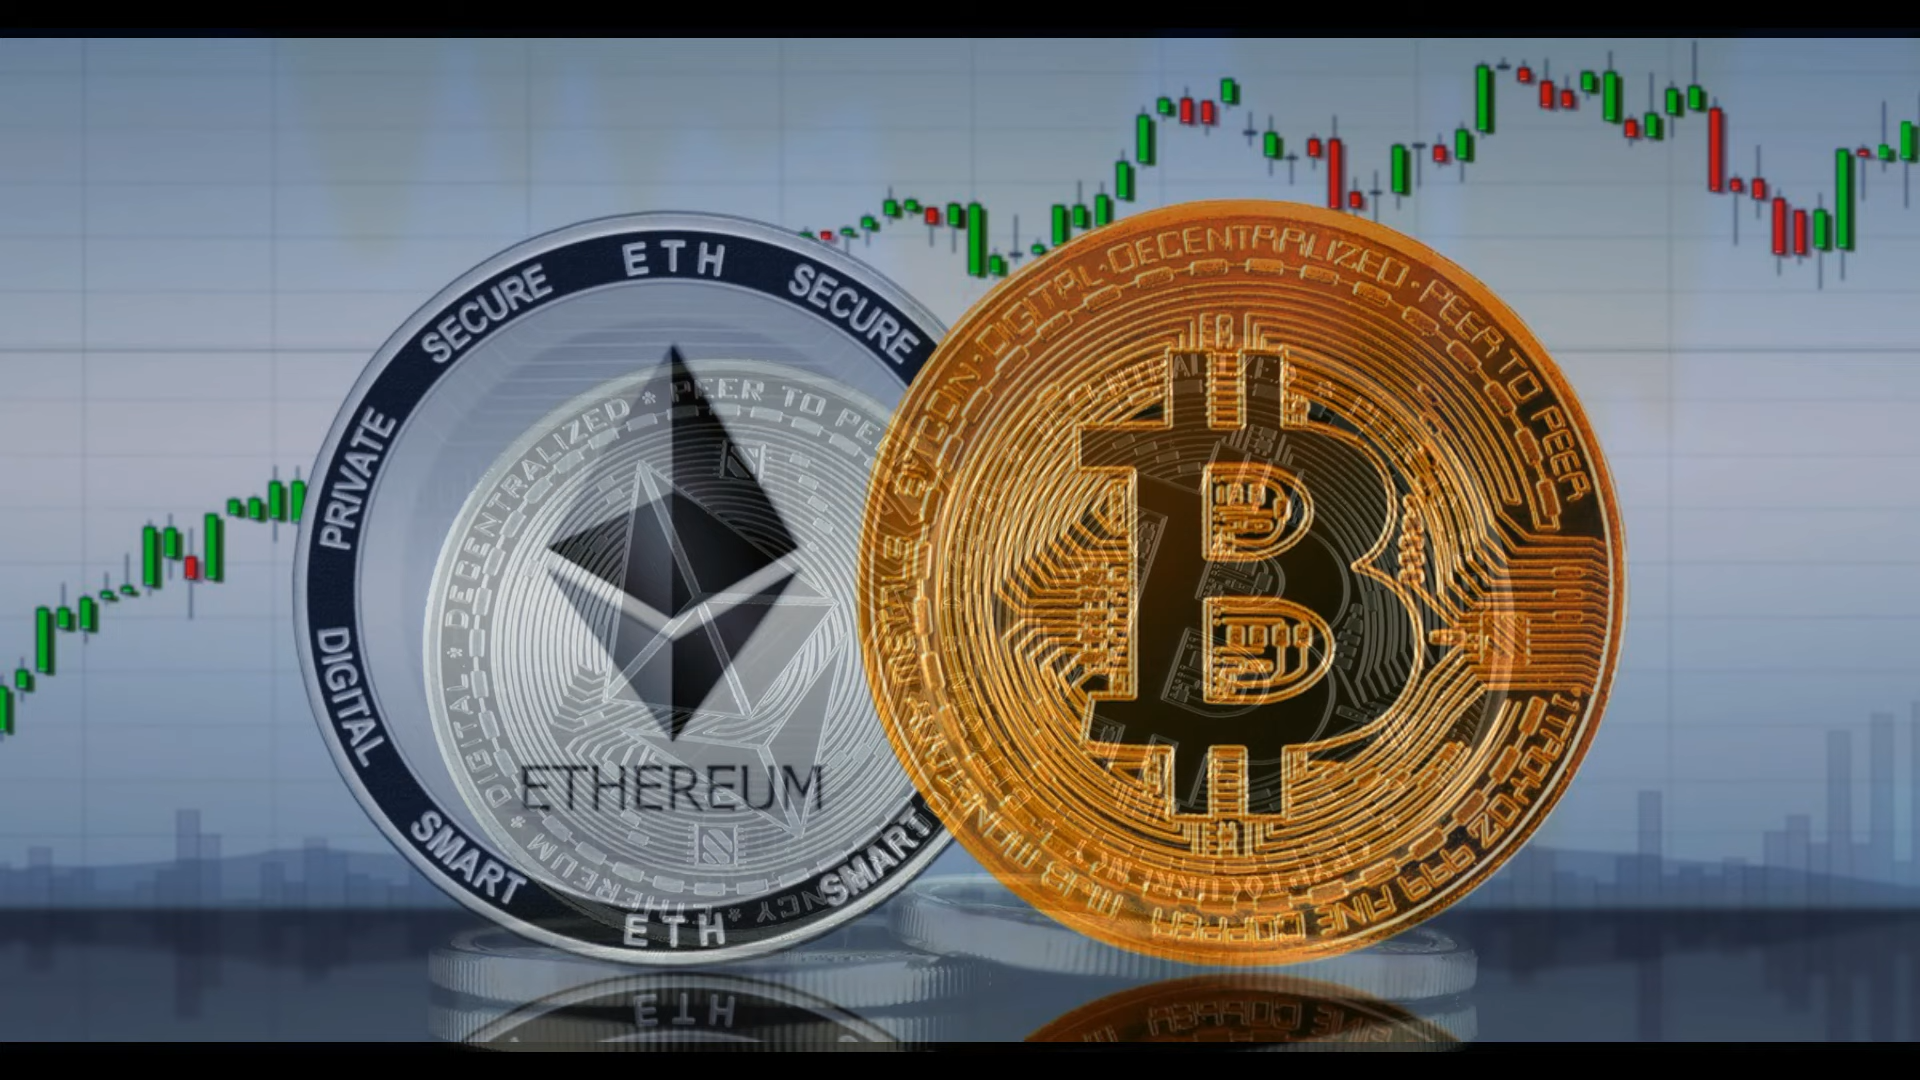 ETH
SECURE
SECURE
PRIVATE
DIGITAL
SMART
SMART
ETH
ETHEREUM
DIGITAL * DECENTRALIZED * PEER TO PE
DIGITAL · DECENTRALIZED · PEER TO PEER
999 FINE COPPER
ETH